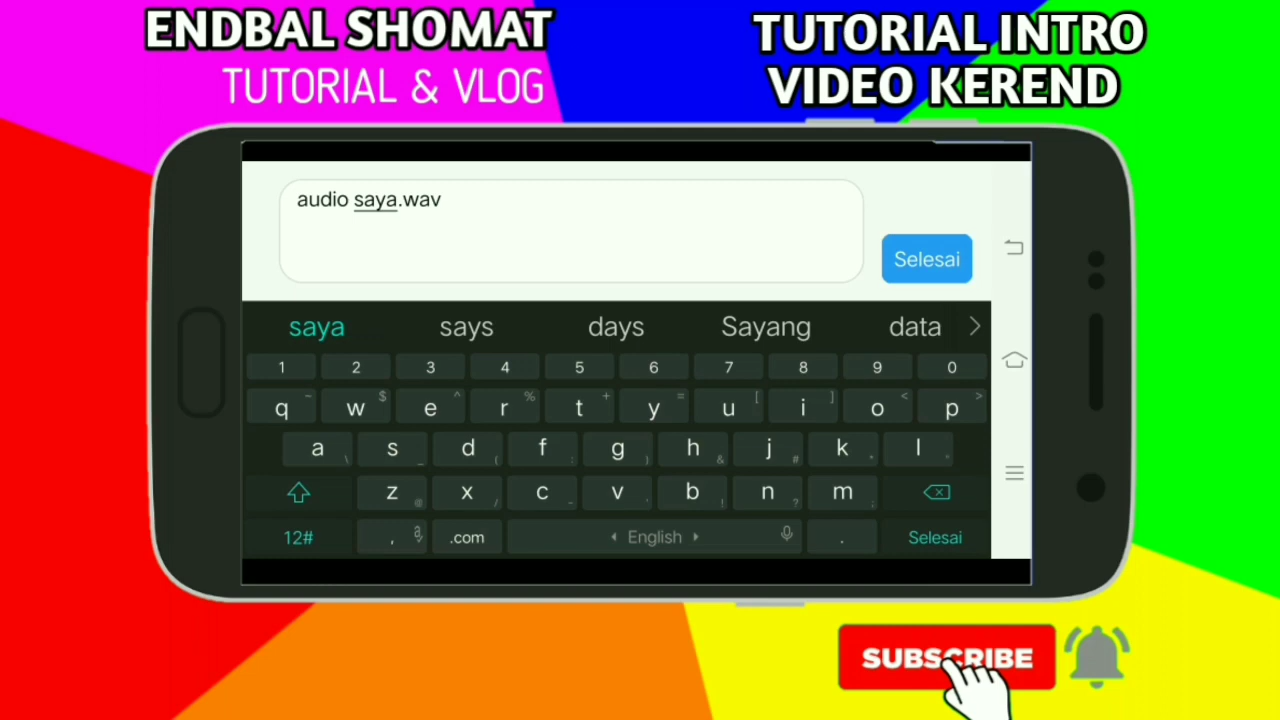 ENDBAL SHOMAT
TUTORIAL & VLOG
TUTORIAL INTRO
VIDEO KEREND
audio saya.wav
Selesai
saya says days Sayang data
1 2 3 4 5 6 7 8 9 0
q w e r t y u i o p
a s d f g h j k l
z x c v b n m
12# , .com English . Selesai
SUBSCRIBE